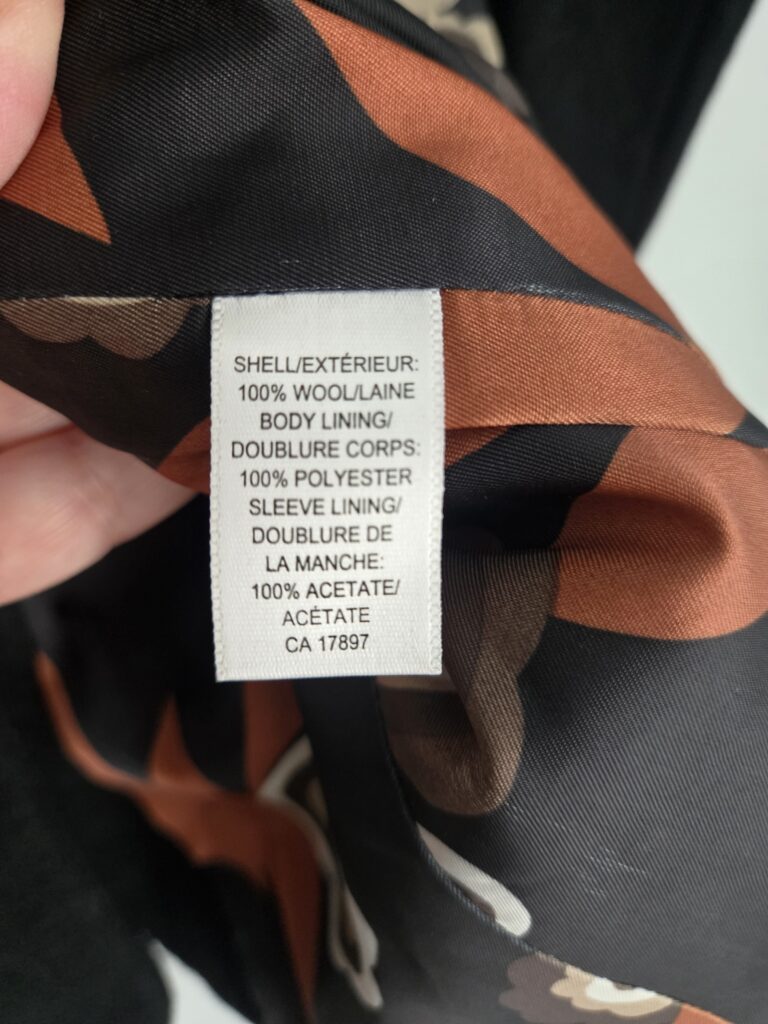 SHELL/EXTÉRIEUR:
100% WOOL/LAINE
BODY LINING/
DOUBLURE CORPS:
100% POLYESTER
SLEEVE LINING/
DOUBLURE DE
LA MANCHE:
100% ACETATE/
ACÉTATE
CA 17897